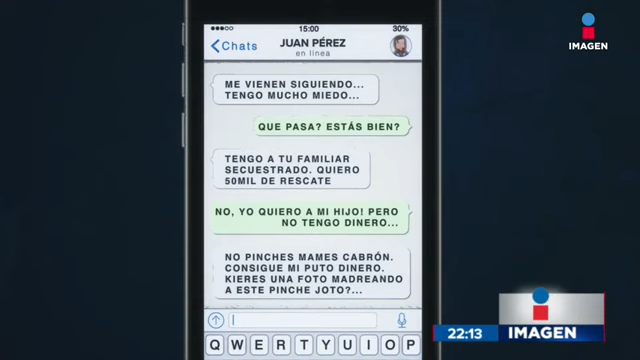 15:00
30%
Chats
JUAN PÉREZ
en línea
IMAGEN
ME VIENEN SIGUIENDO...
TENGO MUCHO MIEDO...
QUE PASA? ESTÁS BIEN?
TENGO A TU FAMILIAR
SECUESTRADO. QUIERO
50MIL DE RESCATE
NO, YO QUIERO A MI HIJO! PERO
NO TENGO DINERO...
NO PINCHES MAMES CABRÓN.
CONSIGUE MI PUTO DINERO.
KIERES UNA FOTO MADREANDO
A ESTE PINCHE JOTO?...
Q W E R T Y U I O P
22:13
IMAGEN